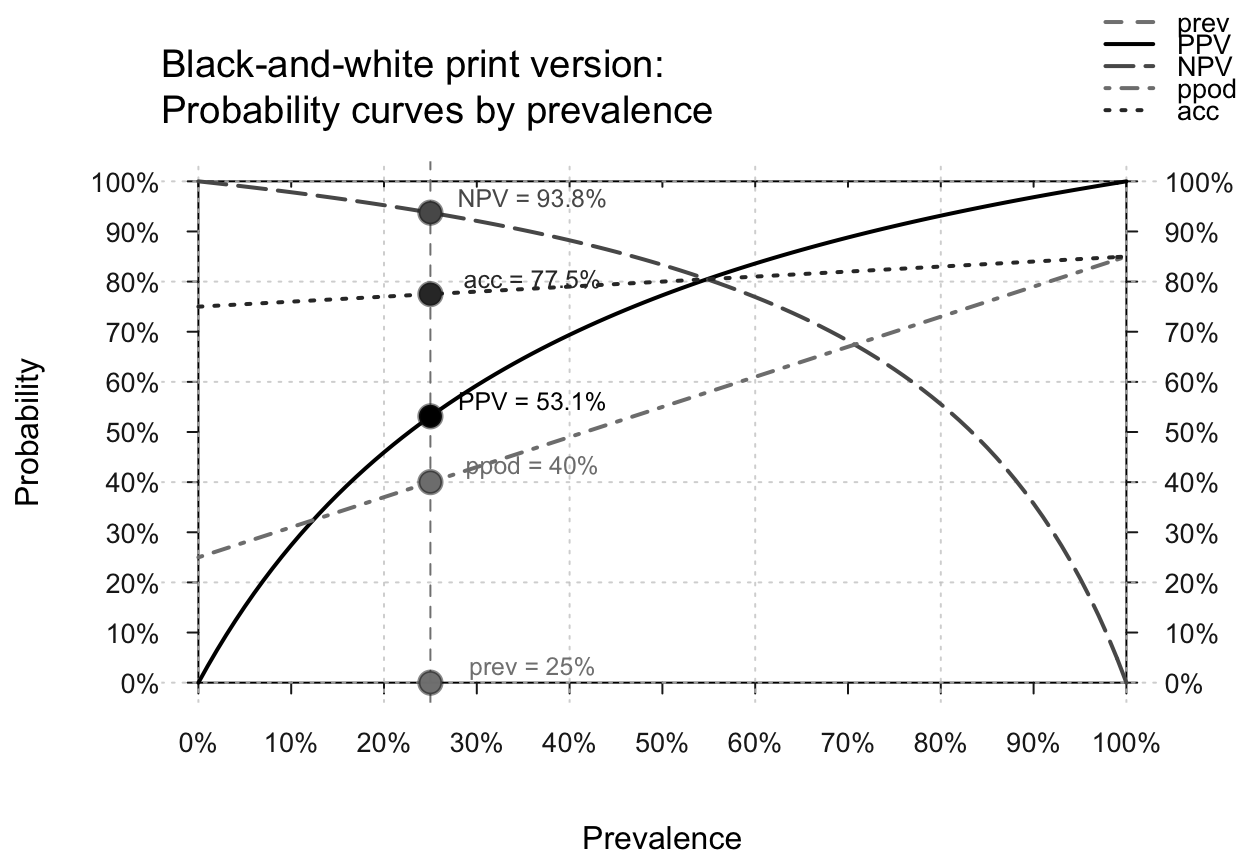 prev
PPV
NPV
ppod
acc
Black-and-white print version:
Probability curves by prevalence
100%
90%
80%
70%
60%
50%
40%
30%
20%
10%
0%
Probability
NPV = 93.8%
acc = 77.5%
PPV = 53.1%
ppod = 40%
prev = 25%
100%
90%
80%
70%
60%
50%
40%
30%
20%
10%
0%
0% 10% 20% 30% 40% 50% 60% 70% 80% 90% 100%
Prevalence